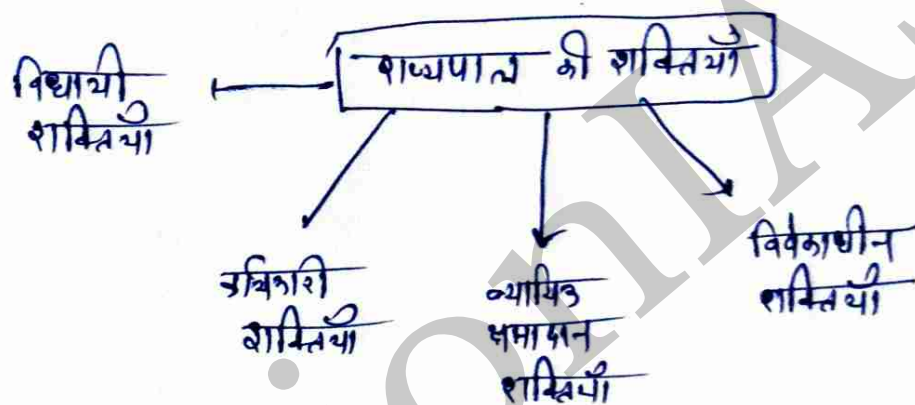 राज्यपाल की शक्तियाँ
विधायी
शक्तियाँ
कार्यकारी
शक्तियाँ
न्यायिक
क्षमादान
शक्तियाँ
विवेकाधीन
शक्तियाँ